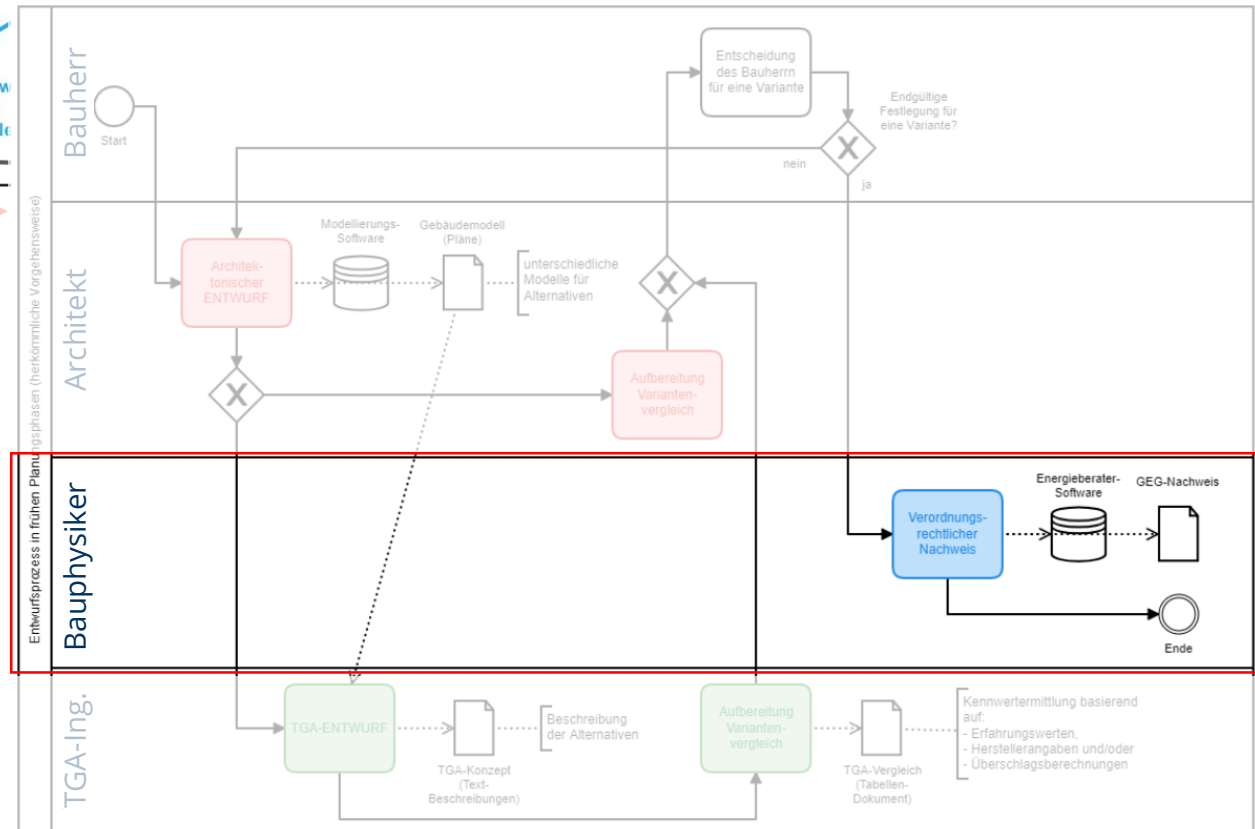 Entwurfsprozess in frühen Planungsphasen (herkömmliche Vorgehensweise)
Bauherr
Start
Entscheidung
des Bauherrn
für eine Variante
Endgültige
Festlegung für
eine Variante?
X
nein
ja
Architekt
Architek-
tonischer
ENTWURF
Modellierungs-
Software
Gebäudemodell
(Pläne)
unterschiedliche
Modelle für
Alternativen
X
X
Aufbereitung
Varianten-
vergleich
Bauphysiker
Verordnungs-
rechtlicher
Nachweis
Energieberater-
Software
GEG-Nachweis
Ende
TGA-Ing.
TGA-ENTWURF
TGA-Konzept
(Text-
Beschreibungen)
Beschreibung
der Alternativen
Aufbereitung
Varianten-
vergleich
TGA-Vergleich
(Tabellen-
Dokument)
Kennwertermittlung basierend
auf:
- Erfahrungswerten,
- Herstellerangaben und/oder
- Überschlagsberechnungen